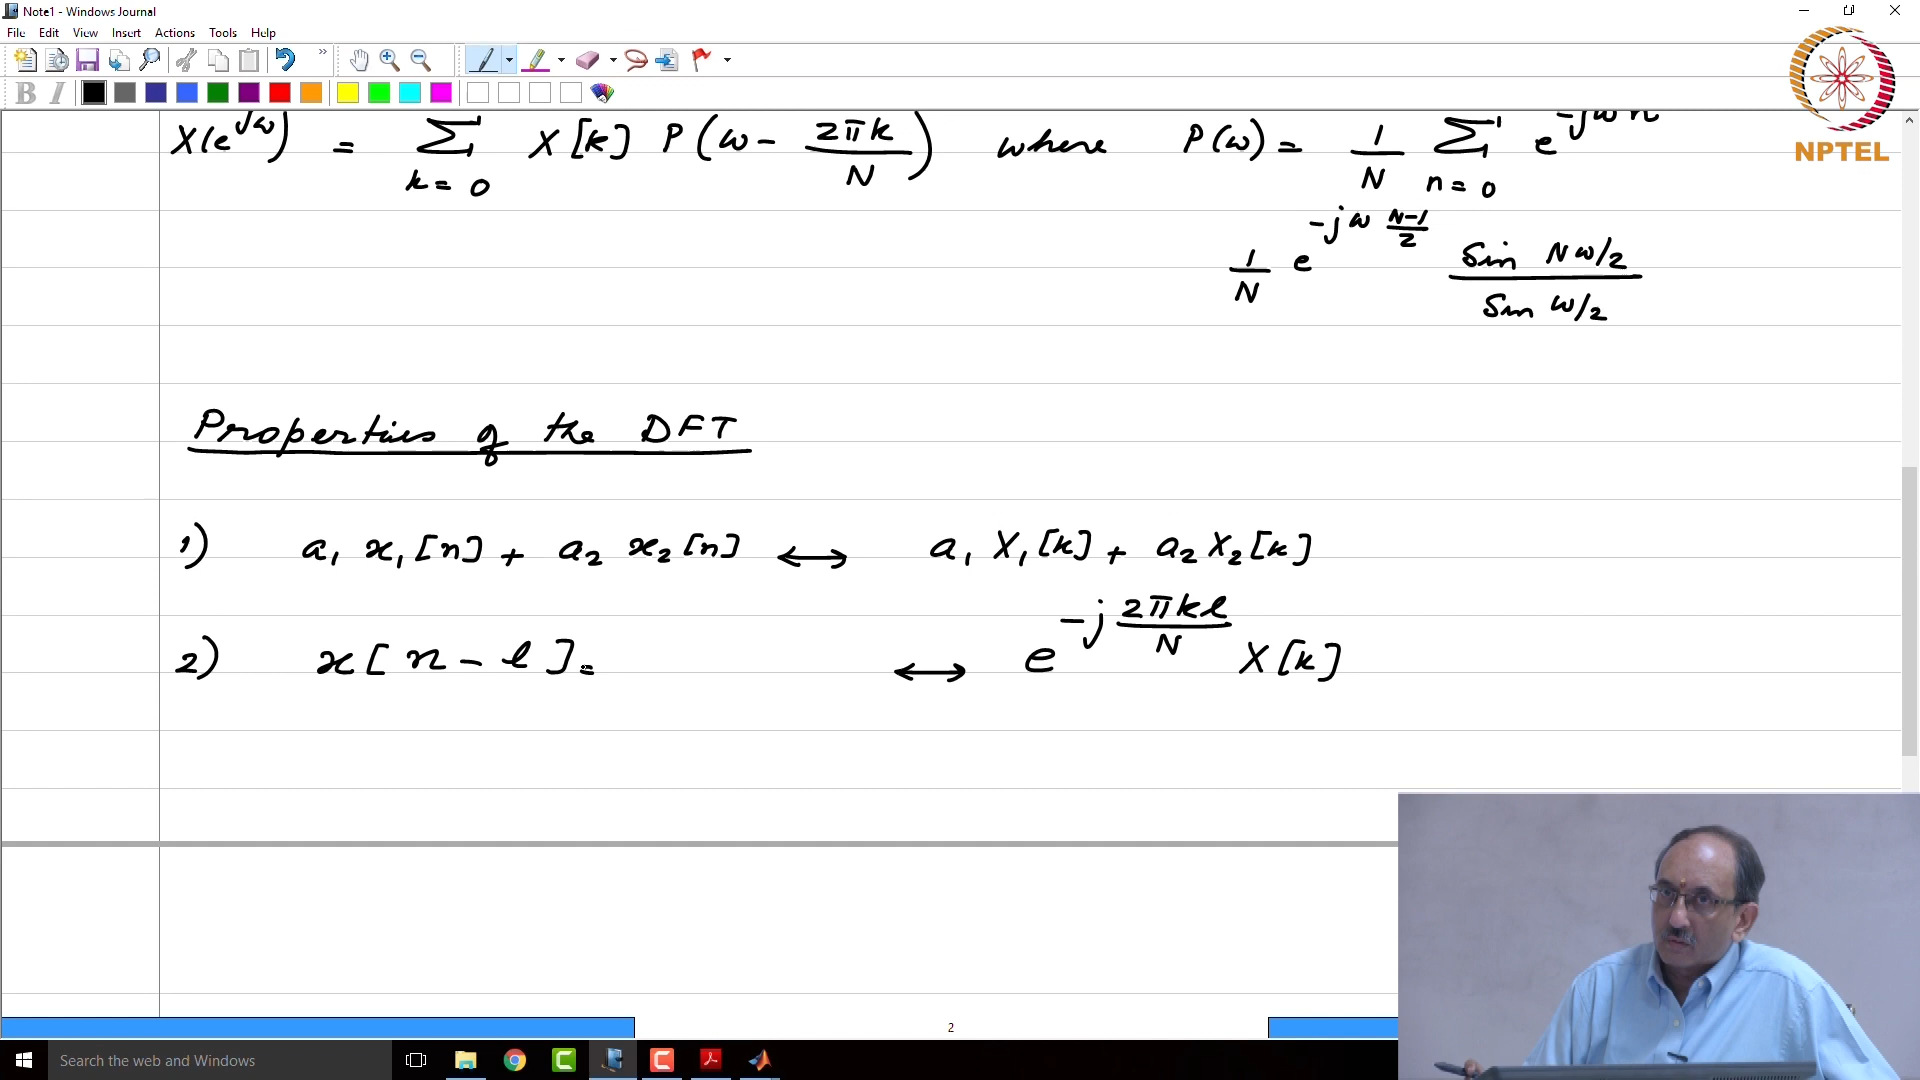 Note1 - Windows Journal
File Edit View Insert Actions Tools Help
B I
NPTEL
X(e^{jω}) = Σ_{k=0} X[k] P(ω - 2πk/N) where P(ω) = 1/N Σ_{n=0} e^{-jωn}
1/N e^{-jω (N-1)/2} Sin Nω/2 / Sin ω/2
Properties of the DFT
1) a₁ x₁[n] + a₂ x₂[n] ↔ a₁ X₁[k] + a₂ X₂[k]
2) x[n - l] = ↔ e^{-j 2πkl/N} X[k]
2
Search the web and Windows